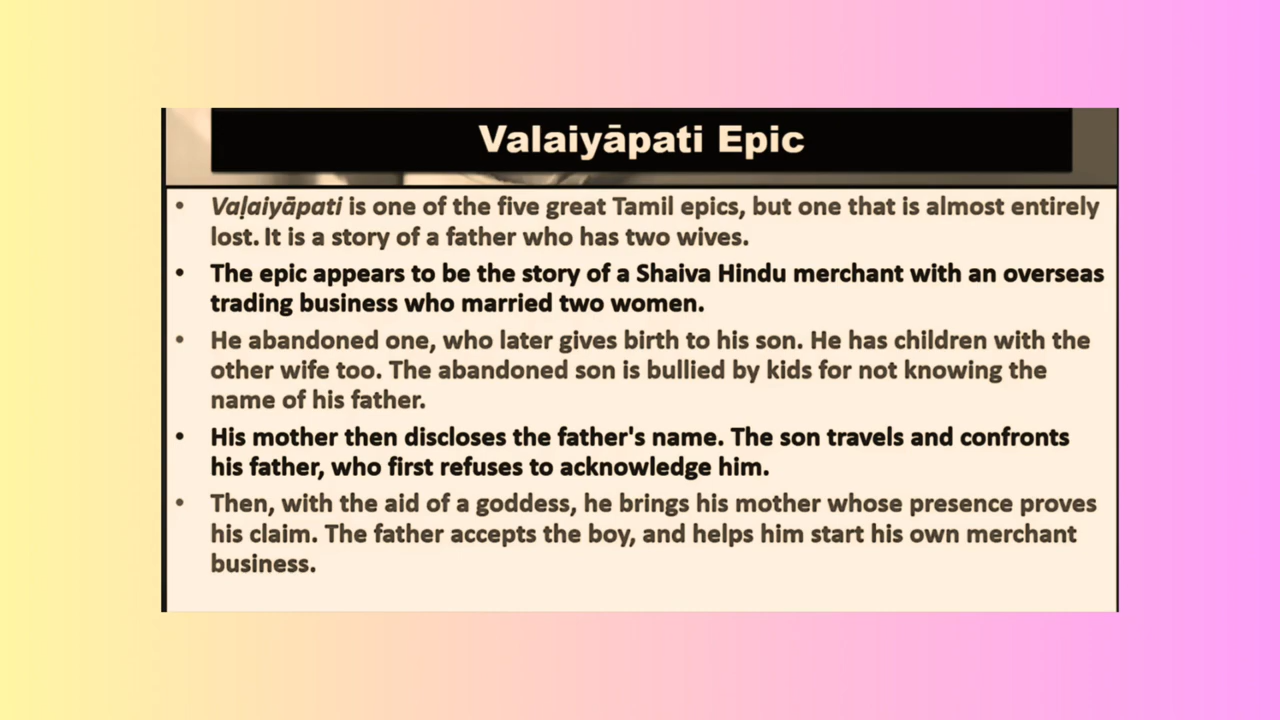 Valaiyāpati Epic
• Vaḷaiyāpati is one of the five great Tamil epics, but one that is almost entirely
lost. It is a story of a father who has two wives.
• The epic appears to be the story of a Shaiva Hindu merchant with an overseas
trading business who married two women.
• He abandoned one, who later gives birth to his son. He has children with the
other wife too. The abandoned son is bullied by kids for not knowing the
name of his father.
• His mother then discloses the father's name. The son travels and confronts
his father, who first refuses to acknowledge him.
• Then, with the aid of a goddess, he brings his mother whose presence proves
his claim. The father accepts the boy, and helps him start his own merchant
business.